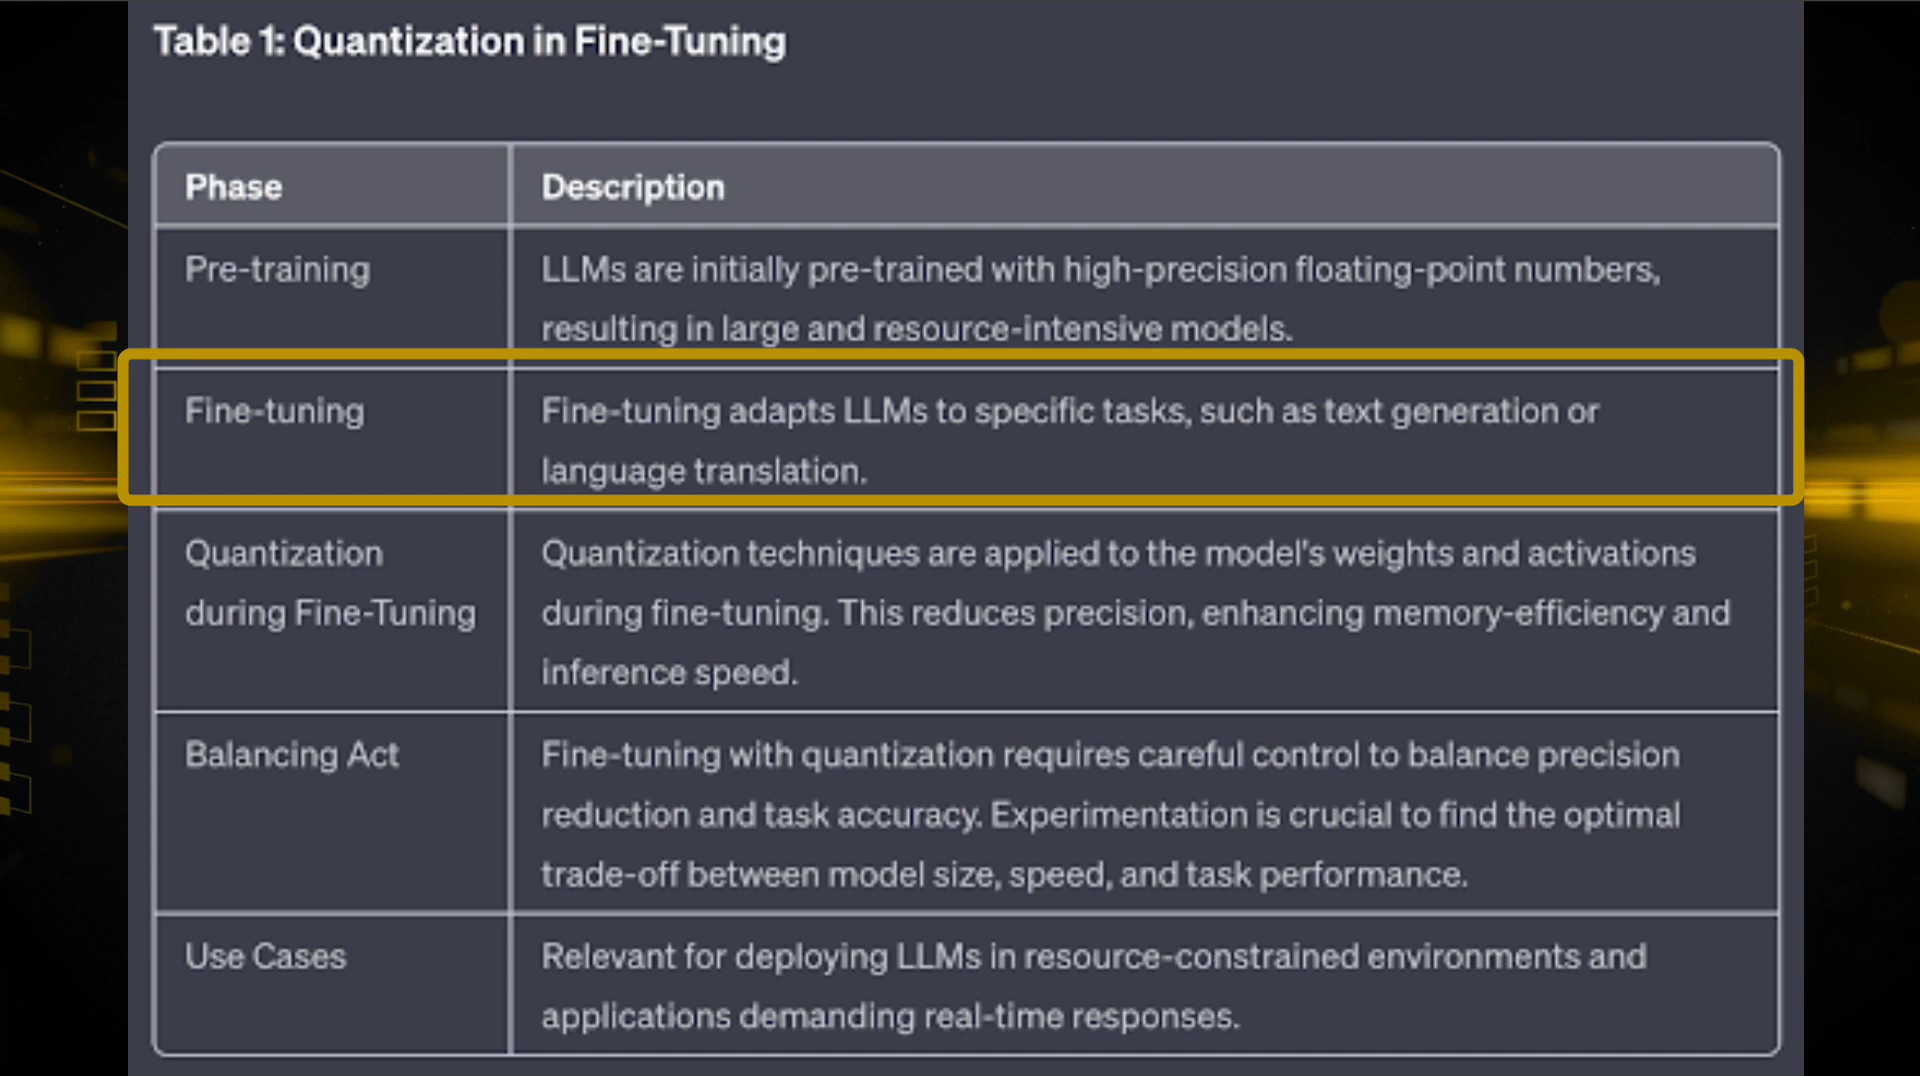 Table 1: Quantization in Fine-Tuning
Phase
Description
Pre-training
LLMs are initially pre-trained with high-precision floating-point numbers,
resulting in large and resource-intensive models.
Fine-tuning
Fine-tuning adapts LLMs to specific tasks, such as text generation or
language translation.
Quantization
during Fine-Tuning
Quantization techniques are applied to the model's weights and activations
during fine-tuning. This reduces precision, enhancing memory-efficiency and
inference speed.
Balancing Act
Fine-tuning with quantization requires careful control to balance precision
reduction and task accuracy. Experimentation is crucial to find the optimal
trade-off between model size, speed, and task performance.
Use Cases
Relevant for deploying LLMs in resource-constrained environments and
applications demanding real-time responses.